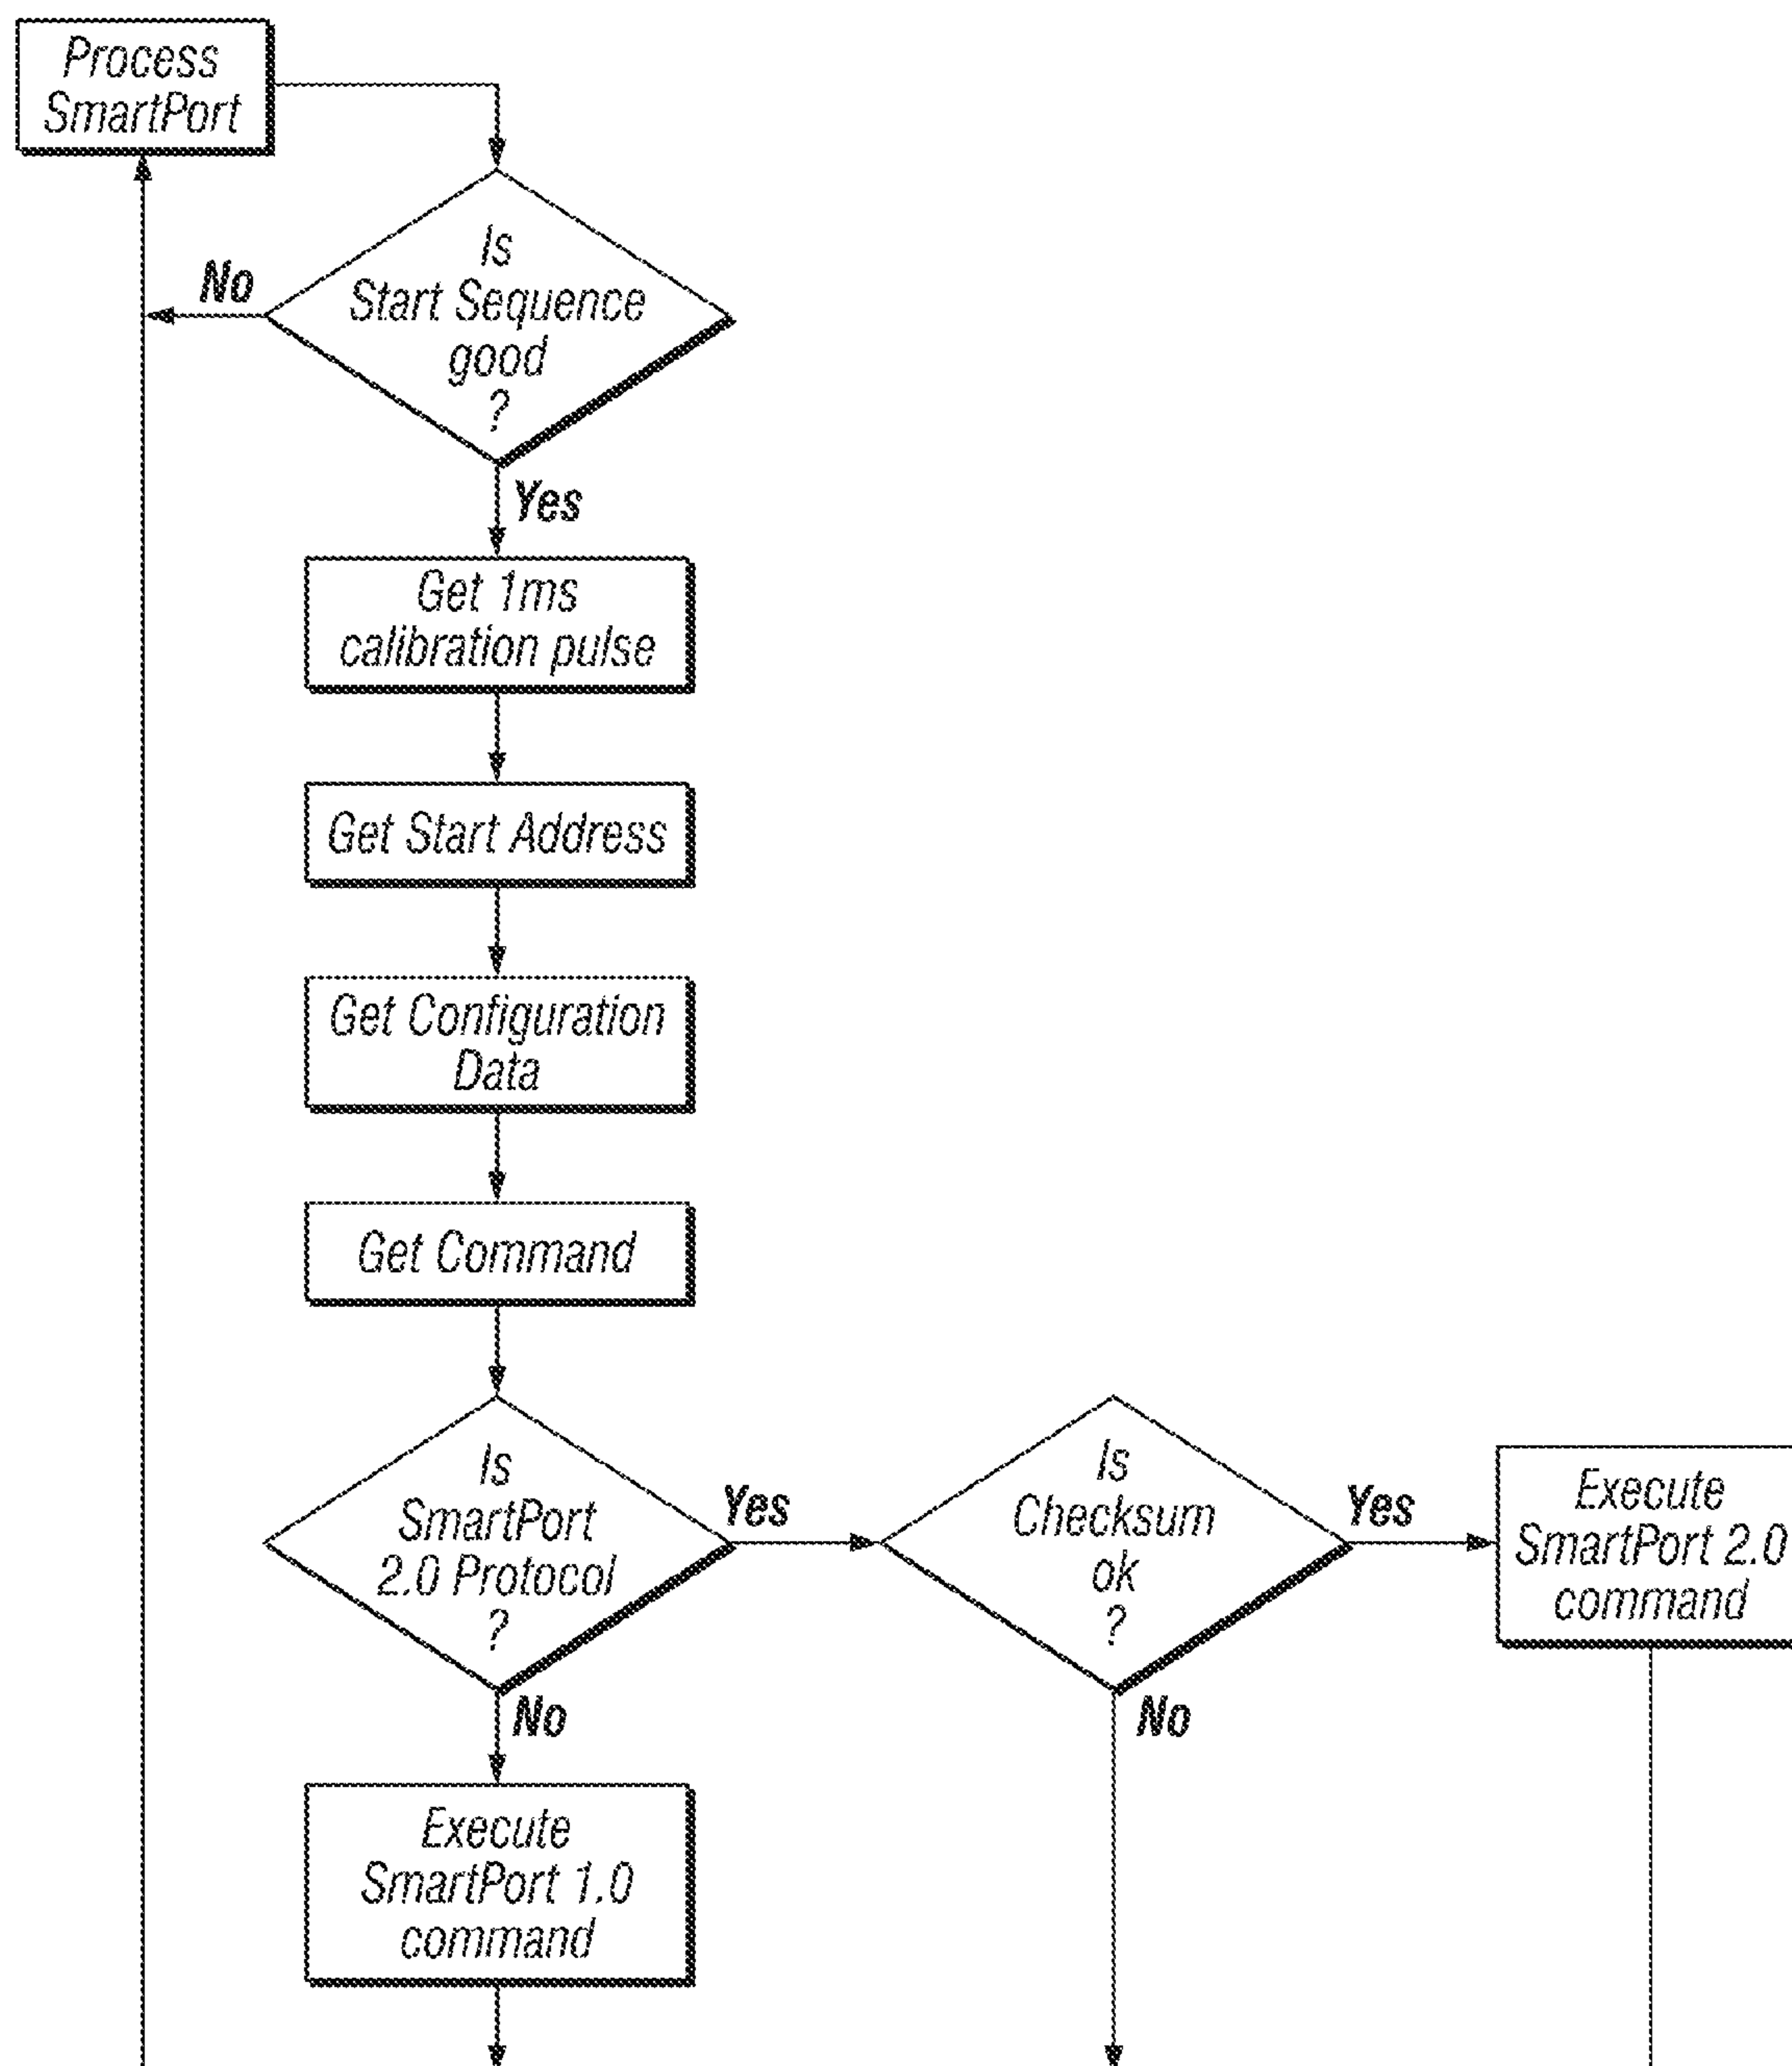 Process
SmartPort
Is
Start Sequence
good
?
No
Yes
Get 1ms
calibration pulse
Get Start Address
Get Configuration
Data
Get Command
Is
SmartPort
2.0 Protocol
?
Yes
No
Is
Checksum
ok
?
Yes
No
Execute
SmartPort 2.0
command
Execute
SmartPort 1.0
command